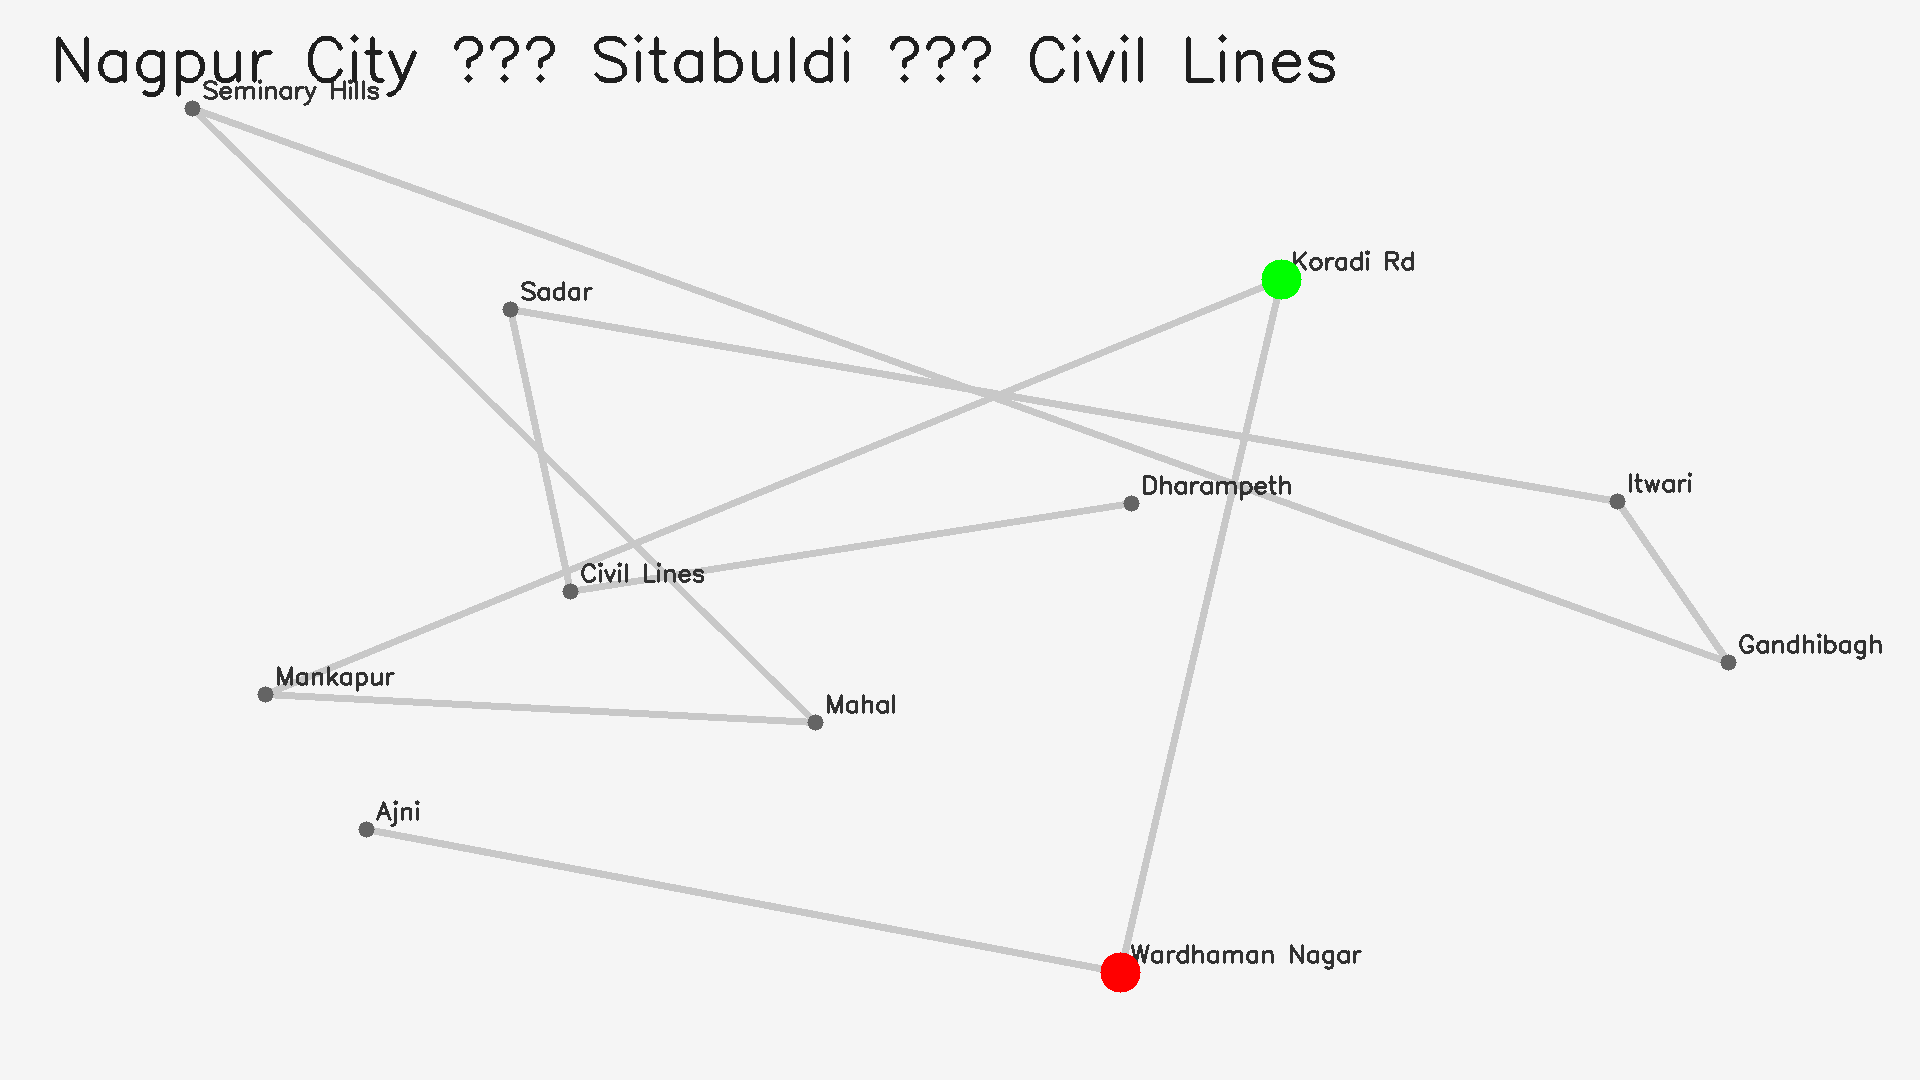 Nagpur City ??? Sitabuldi ??? Civil Lines
Seminary Hills
Koradi Rd
Sadar
Itwari
Dharampeth
Civil Lines
Gandhibagh
Mankapur
Mahal
Ajni
Wardhaman Nagar